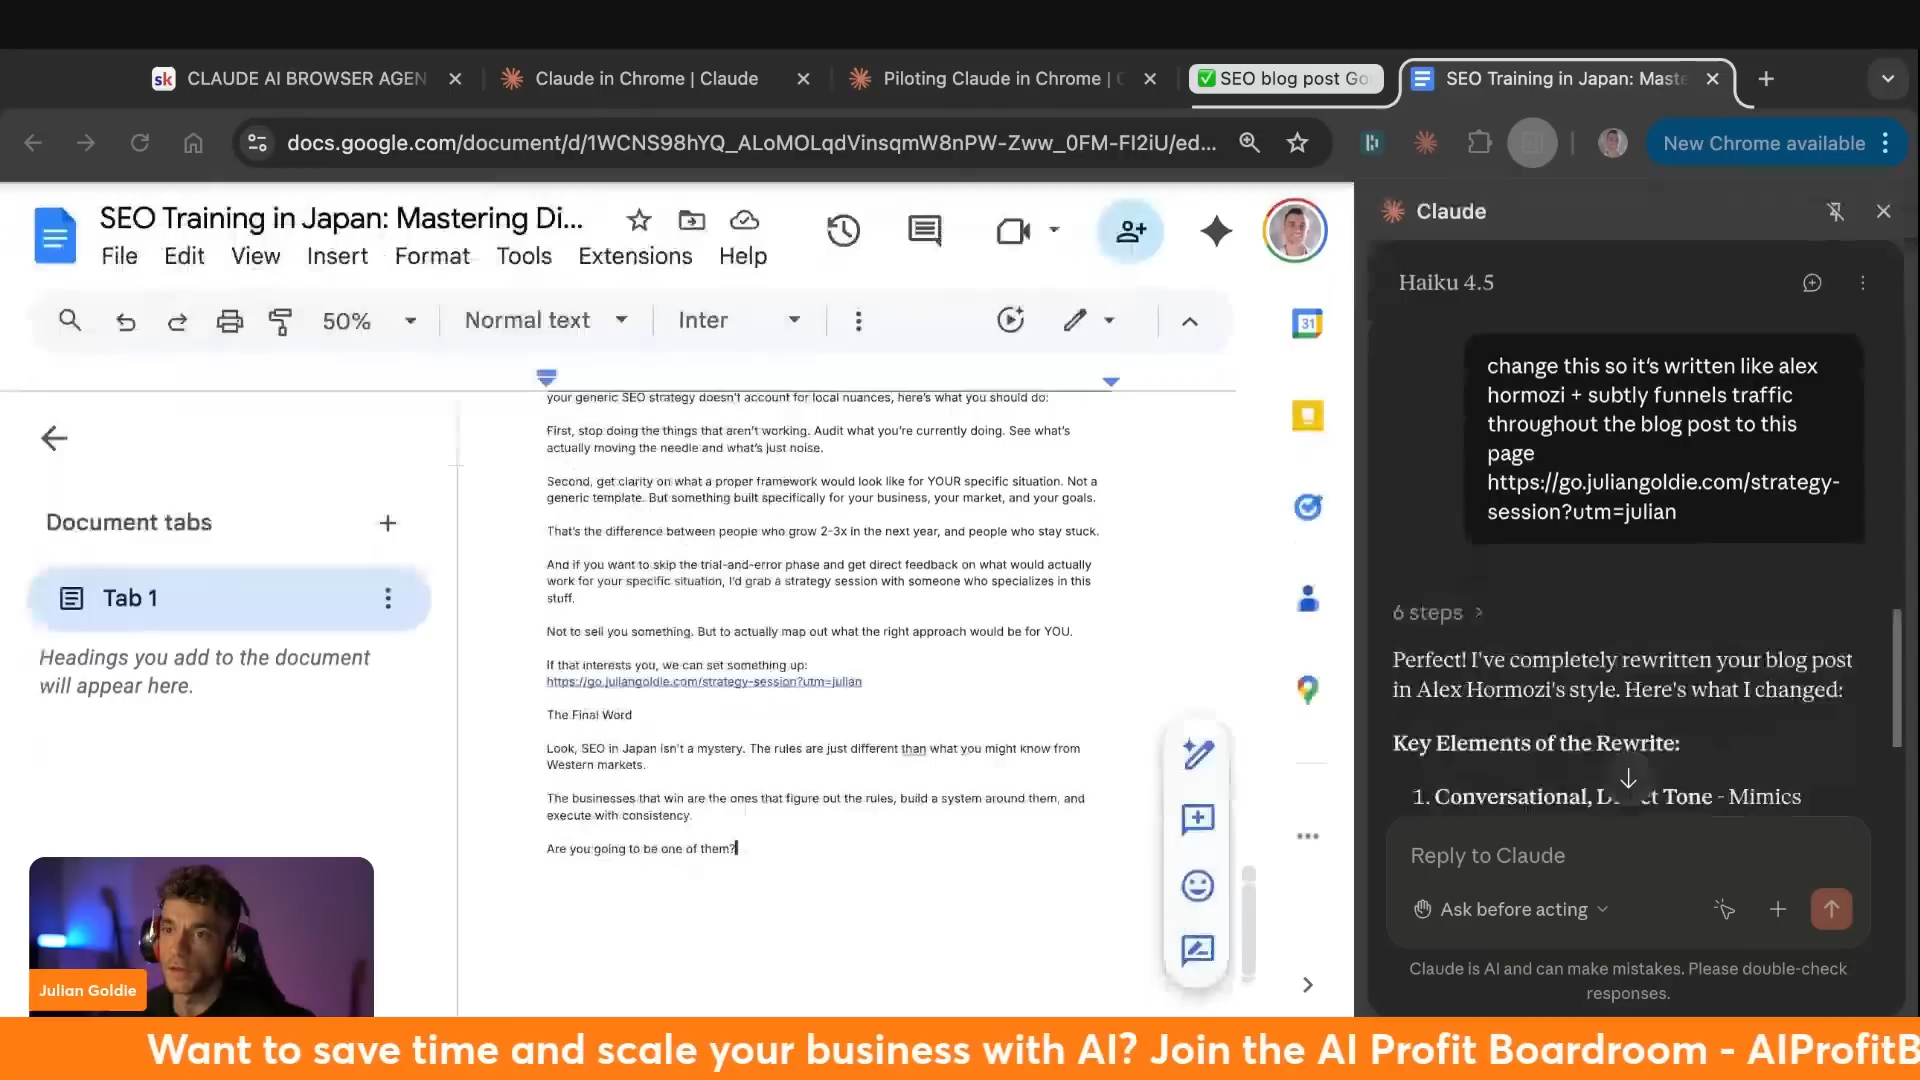 CLAUDE AI BROWSER AGEN
Claude in Chrome | Claude
Piloting Claude in Chrome |
✅ SEO blog post Go
SEO Training in Japan: Maste
docs.google.com/document/d/1WCNS98hYQ_ALoMOLqdVinsqmW8nPW-Zww_0FM-FI2iU/ed...
New Chrome available
SEO Training in Japan: Mastering Di...
File Edit View Insert Format Tools Extensions Help
50%
Normal text
Inter
31
Document tabs
Tab 1
Headings you add to the document
will appear here.
your generic SEO strategy doesn't account for local nuances, here's what you should do:
First, stop doing the things that aren't working. Audit what you're currently doing. See what's
actually moving the needle and what's just noise.
Second, get clarity on what a proper framework would look like for YOUR specific situation. Not a
generic template. But something built specifically for your business, your market, and your goals.
That's the difference between people who grow 2-3x in the next year, and people who stay stuck.
And if you want to skip the trial-and-error phase and get direct feedback on what would actually
work for your specific situation, I'd grab a strategy session with someone who specializes in this
stuff.
Not to sell you something. But to actually map out what the right approach would be for YOU.
If that interests you, we can set something up:
https://go.juliangoldie.com/strategy-session?utm=julian
The Final Word
Look, SEO in Japan isn't a mystery. The rules are just different than what you might know from
Western markets.
The businesses that win are the ones that figure out the rules, build a system around them, and
execute with consistency.
Are you going to be one of them?
Claude
Haiku 4.5
change this so it's written like alex
hormozi + subtly funnels traffic
throughout the blog post to this
page
https://go.juliangoldie.com/strategy-
session?utm=julian
6 steps
Perfect! I've completely rewritten your blog post
in Alex Hormozi's style. Here's what I changed:
Key Elements of the Rewrite:
1. Conversational, Tone - Mimics
Reply to Claude
Ask before acting
Claude is AI and can make mistakes. Please double-check
responses.
Julian Goldie
Want to save time and scale your business with AI? Join the AI Profit Boardroom - AIProfitB